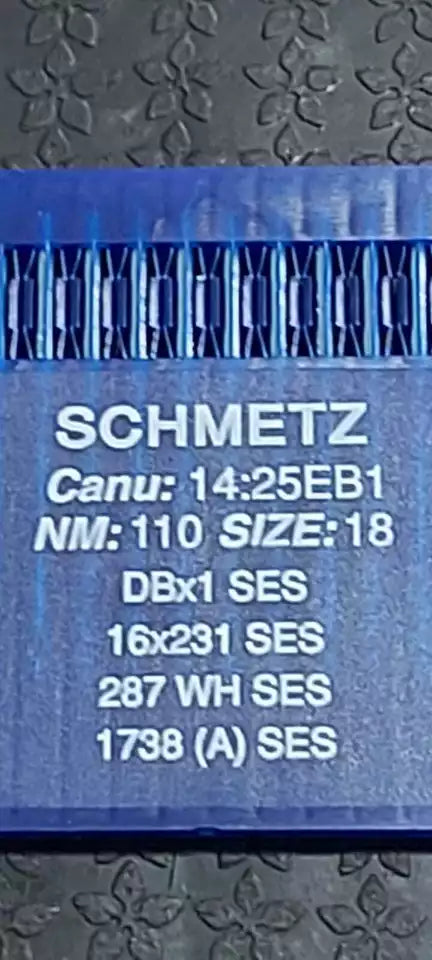 SCHMETZ
Canu: 14:25EB1
NM: 110 SIZE: 18
DBx1 SES
16x231 SES
287 WH SES
1738 (A) SES